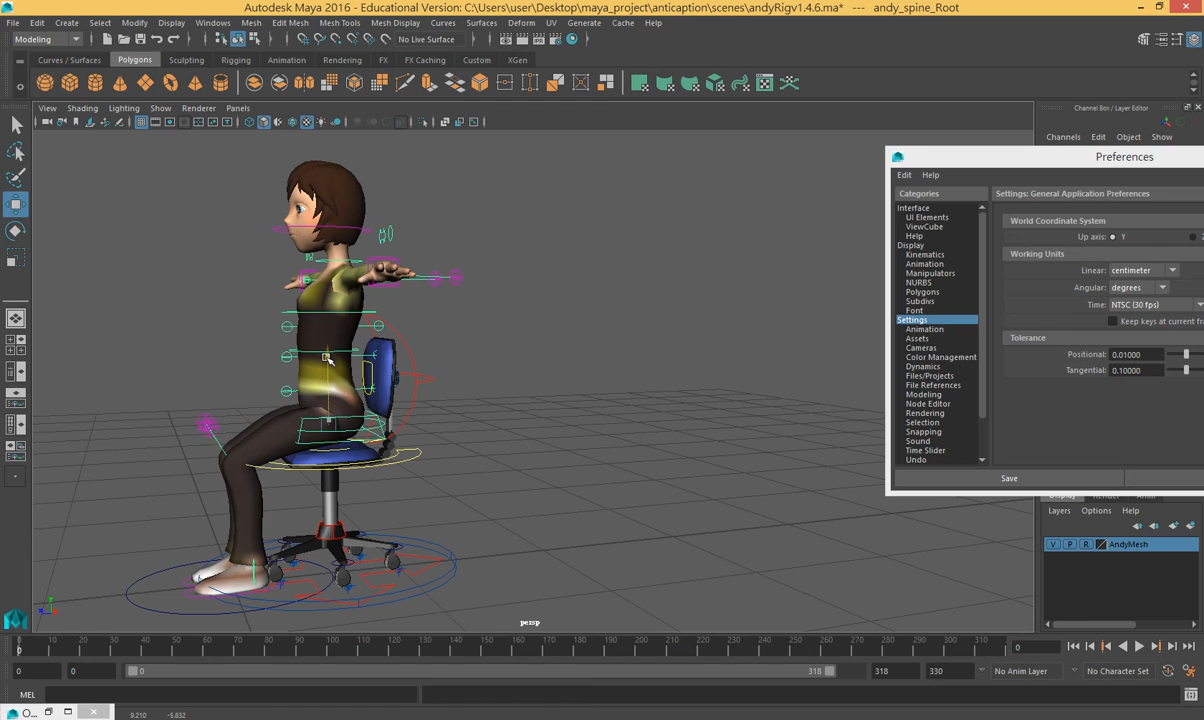 Autodesk Maya 2016 - Educational Version: C:\Users\user\Desktop\maya_project\anticaption\scenes\andyRigv1.4.6.ma* --- andy_spine_Root
File Edit Create Select Modify Display Windows Mesh Edit Mesh Mesh Tools Mesh Display Curves Surfaces Deform UV Generate Cache Help
Modeling No Live Surface
Curves / Surfaces Polygons Sculpting Rigging Animation Rendering FX FX Caching Custom XGen
View Shading Lighting Show Renderer Panels
Channel Box / Layer Editor
Channels Edit Object Show
Preferences
Edit Help
Categories
Settings: General Application Preferences
Interface
UI Elements
ViewCube
Help
Display
Kinematics
Animation
Manipulators
NURBS
Polygons
Subdivs
Font
Settings
Animation
Assets
Cameras
Color Management
Dynamics
Files/Projects
File References
Modeling
Node Editor
Rendering
Selection
Snapping
Sound
Time Slider
Undo
World Coordinate System
Up axis: Y
Working Units
Linear: centimeter
Angular: degrees
Time: NTSC (30 fps)
Keep keys at current fr
Tolerance
Positional: 0.01000
Tangential: 0.10000
Save
Layers Options Help
V P R AndyMesh
persp
0 10 20 30 40 50 60 70 80 90 100 110 120 130 140 150 160 170 180 190 200 210 220 230 240 250 260 270 280 290 300 310 0
0 0 0 318 318 330 No Anim Layer No Character Set
MEL
O... 9.210 -5.832